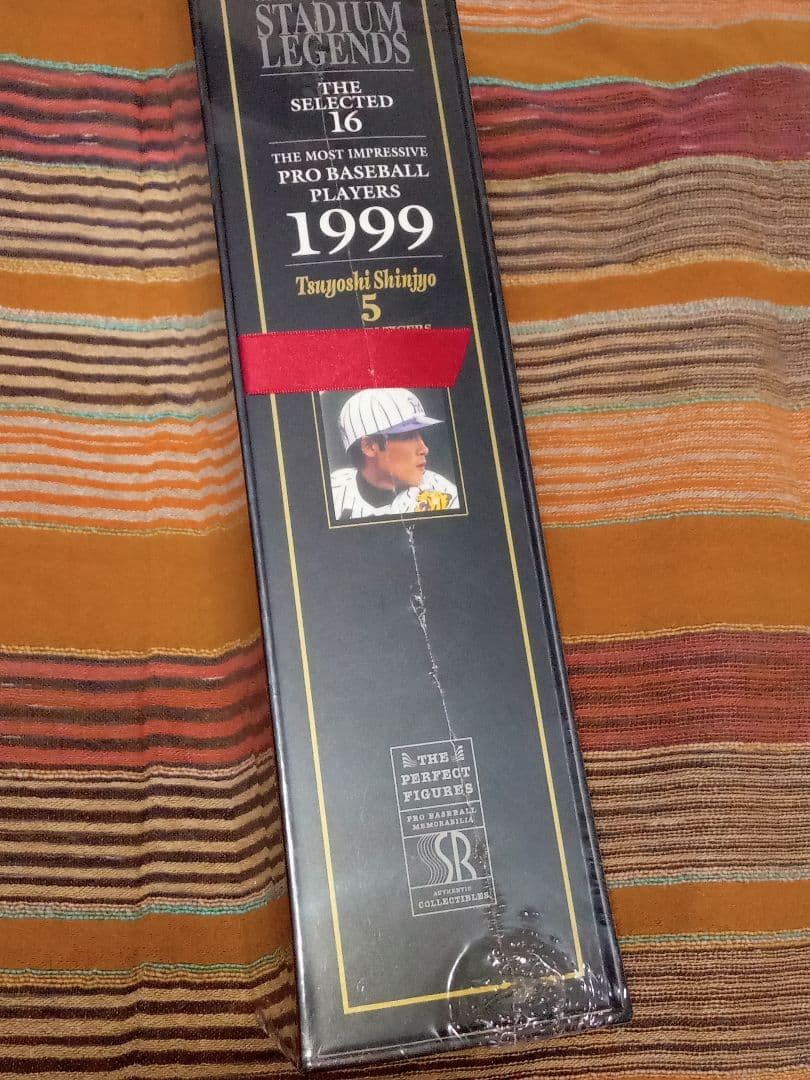 STADIUM
LEGENDS
THE
SELECTED
16
THE MOST IMPRESSIVE
PRO BASEBALL
PLAYERS
1999
Tsuyoshi Shinjyo
5
TIGERS
THE
PERFECT
FIGURES
PRO BASEBALL
MEMORABILIA
SR
AUTHENTIC
COLLECTIBLES